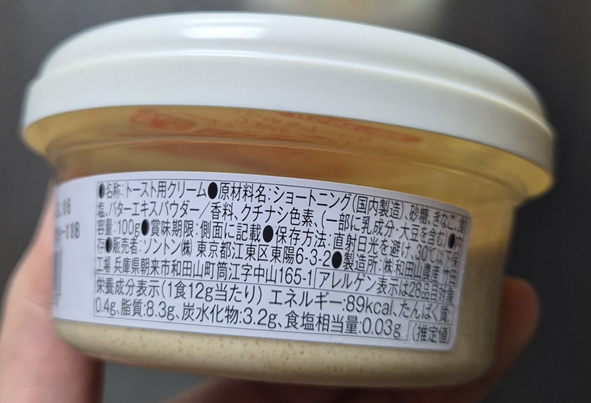 ●名称:トースト用クリーム●原材料名:ショートニング(国内製造)、砂糖、きなこ、
塩、バターエキスパウダー/香料、クチナシ色素、(一部に乳成分・大豆を含む)●内
容量:100g●賞味期限:側面に記載●保存方法:直射日光を避け、30℃以下保
存●販売者:ソントン㈱ 東京都江東区東陽6-3-2●製造所:㈱和田山農産 竹田
工場 兵庫県朝来市和田山町筒江字中山165-1 アレルゲン表示は28品目対象
栄養成分表示(1食12g当たり) エネルギー:89kcal、たんぱく質:
0.4g、脂質:8.3g、炭水化物:3.2g、食塩相当量:0.03g、(推定値)
.16
11B